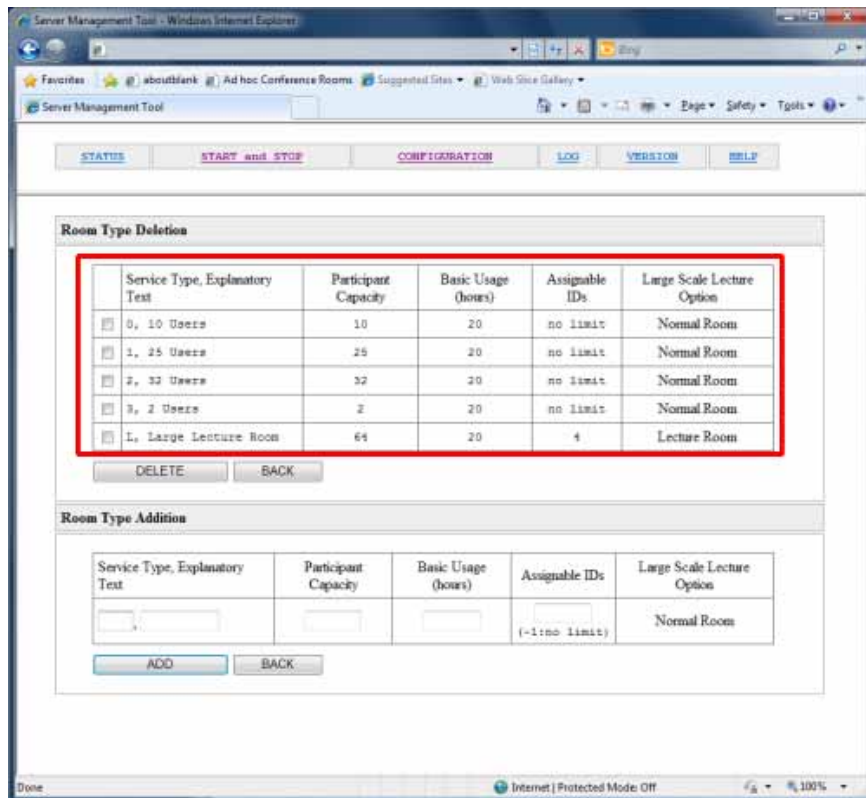 Server Management Tool - Windows Internet Explorer
Bing
Favorites aboutblank Ad hoc Conference Rooms Suggested Sites Web Slice Gallery
Server Management Tool Page Safety Tools
STATUS START and STOP CONFIGURATION LOG VERSION HELP
Room Type Deletion
Service Type, Explanatory Text Participant Capacity Basic Usage (hours) Assignable IDs Large Scale Lecture Option
0, 10 Users 10 20 no limit Normal Room
1, 25 Users 25 20 no limit Normal Room
2, 32 Users 32 20 no limit Normal Room
3, 2 Users 2 20 no limit Normal Room
L, Large Lecture Room 64 20 4 Lecture Room
DELETE BACK
Room Type Addition
Service Type, Explanatory Text Participant Capacity Basic Usage (hours) Assignable IDs Large Scale Lecture Option
, (-1:no limit) Normal Room
ADD BACK
Done Internet | Protected Mode: Off 100%